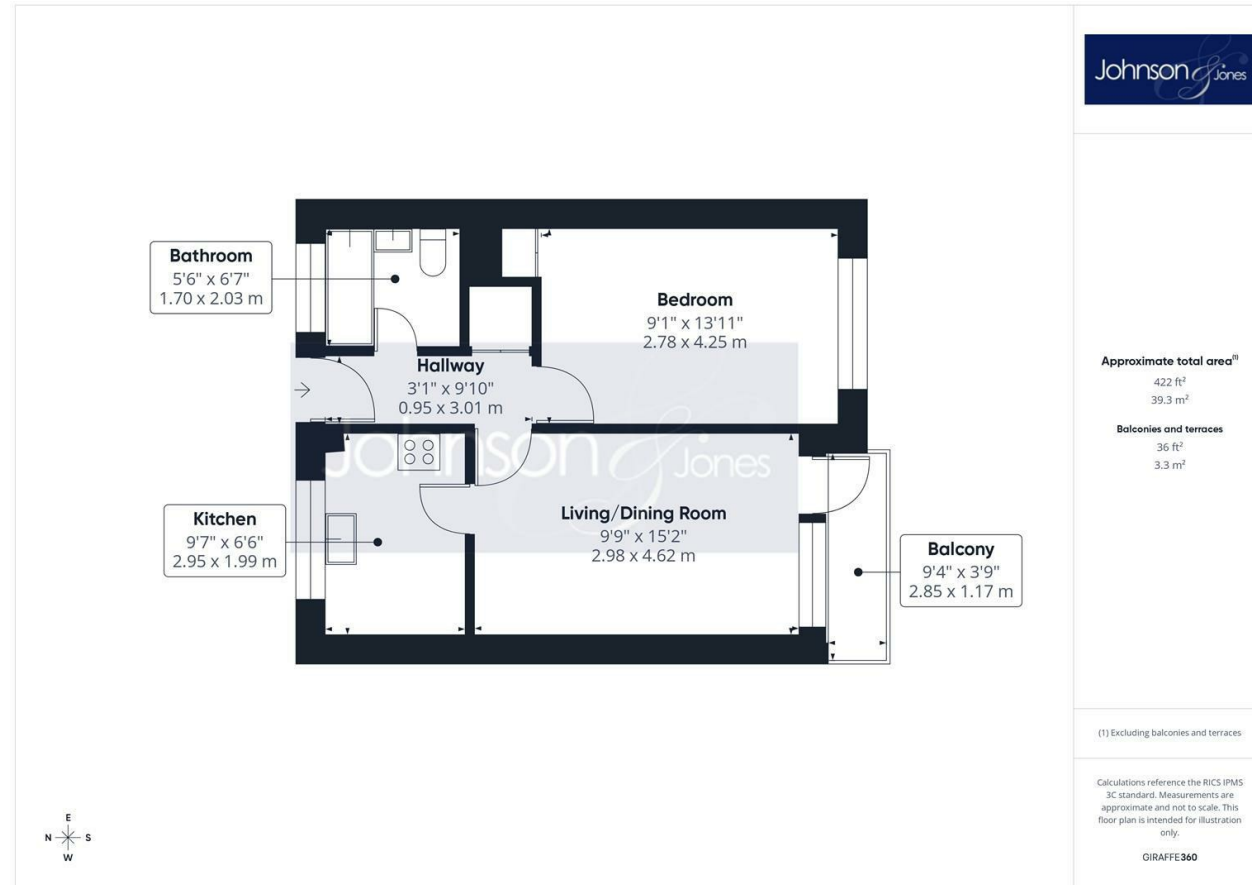 Johnson & Jones
Bathroom
5'6" x 6'7"
1.70 x 2.03 m
Bedroom
9'1" x 13'11"
2.78 x 4.25 m
Hallway
3'1" x 9'10"
0.95 x 3.01 m
Johnson & Jones
Kitchen
9'7" x 6'6"
2.95 x 1.99 m
Living/Dining Room
9'9" x 15'2"
2.98 x 4.62 m
Balcony
9'4" x 3'9"
2.85 x 1.17 m
Approximate total area(1)
422 ft²
39.3 m²
Balconies and terraces
36 ft²
3.3 m²
(1) Excluding balconies and terraces
Calculations reference the RICS IPMS
3C standard. Measurements are
approximate and not to scale. This
floor plan is intended for illustration
only.
GIRAFFE360
E
N S
W